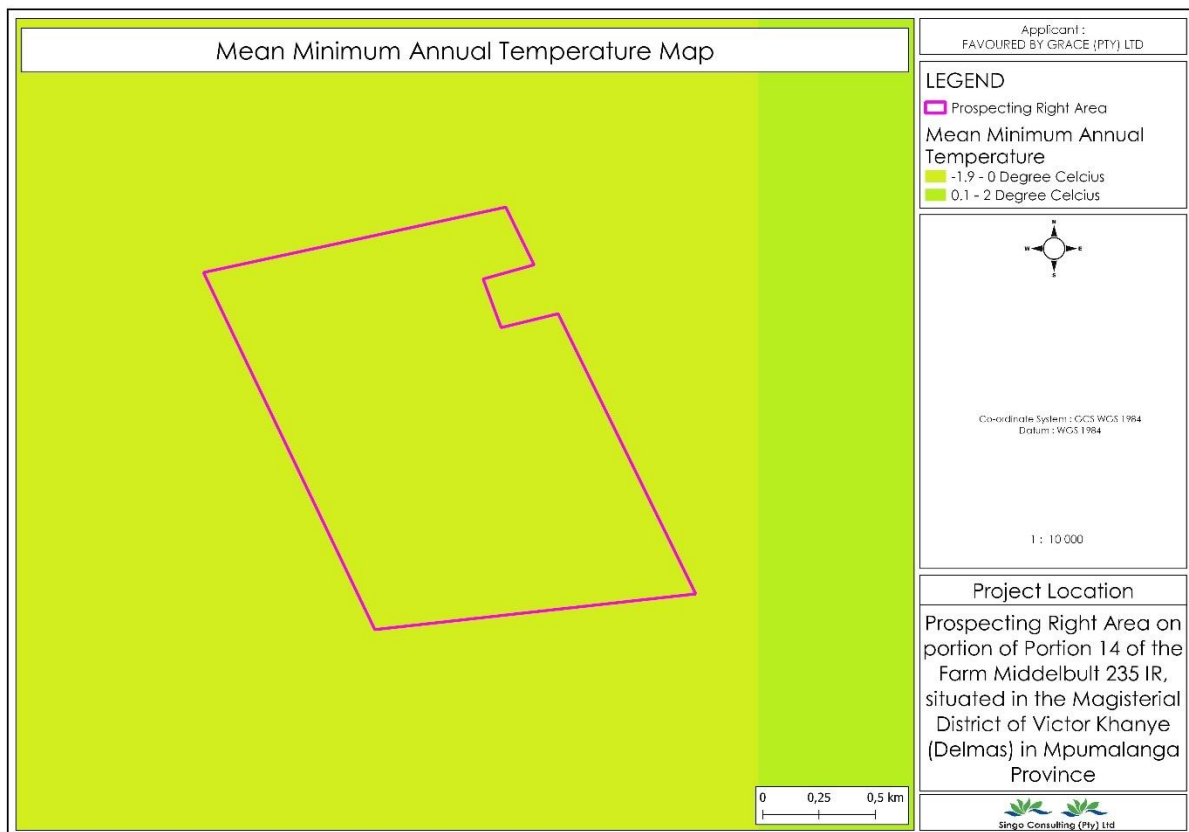 Mean Minimum Annual Temperature Map
Applicant :
FAVOURED BY GRACE (PTY) LTD
LEGEND
Prospecting Right Area
Mean Minimum Annual
Temperature
-1.9 - 0 Degree Celcius
0.1 - 2 Degree Celcius
N
W E
S
Co-ordinate System : GCS WGS 1984
Datum : WGS 1984
1 : 10 000
Project Location
Prospecting Right Area on
portion of Portion 14 of the
Farm Middelbult 235 IR,
situated in the Magisterial
District of Victor Khanye
(Delmas) in Mpumalanga
Province
0 0,25 0,5 km
Singo Consulting (Pty) Ltd